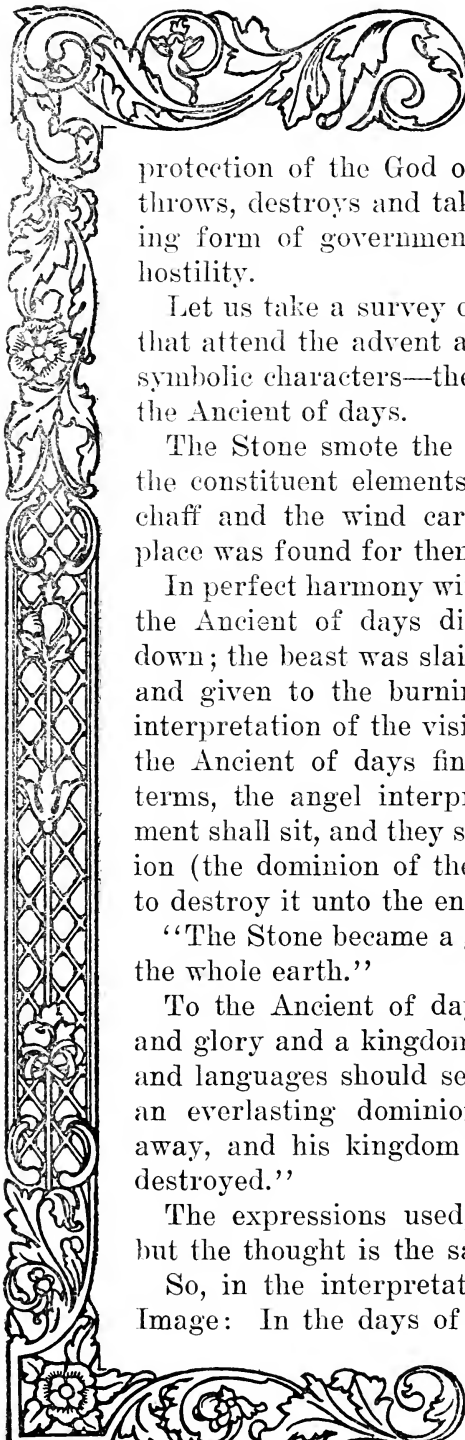 protection of the God o
throws, destroys and tal
ing form of governmen
hostility.
Let us take a survey o
that attend the advent a
symbolic characters—the
the Ancient of days.
The Stone smote the
the constituent elements
chaff and the wind car
place was found for then
In perfect harmony wi
the Ancient of days di
down; the beast was slai
and given to the burnin
interpretation of the visi
the Ancient of days fin
terms, the angel interpr
ment shall sit, and they s
ion (the dominion of the
to destroy it unto the en
"The Stone became a
the whole earth."
To the Ancient of da
and glory and a kingdon
and languages should se
an everlasting dominion
away, and his kingdom
destroyed."
The expressions used
but the thought is the sa
So, in the interpretat
Image: In the days of